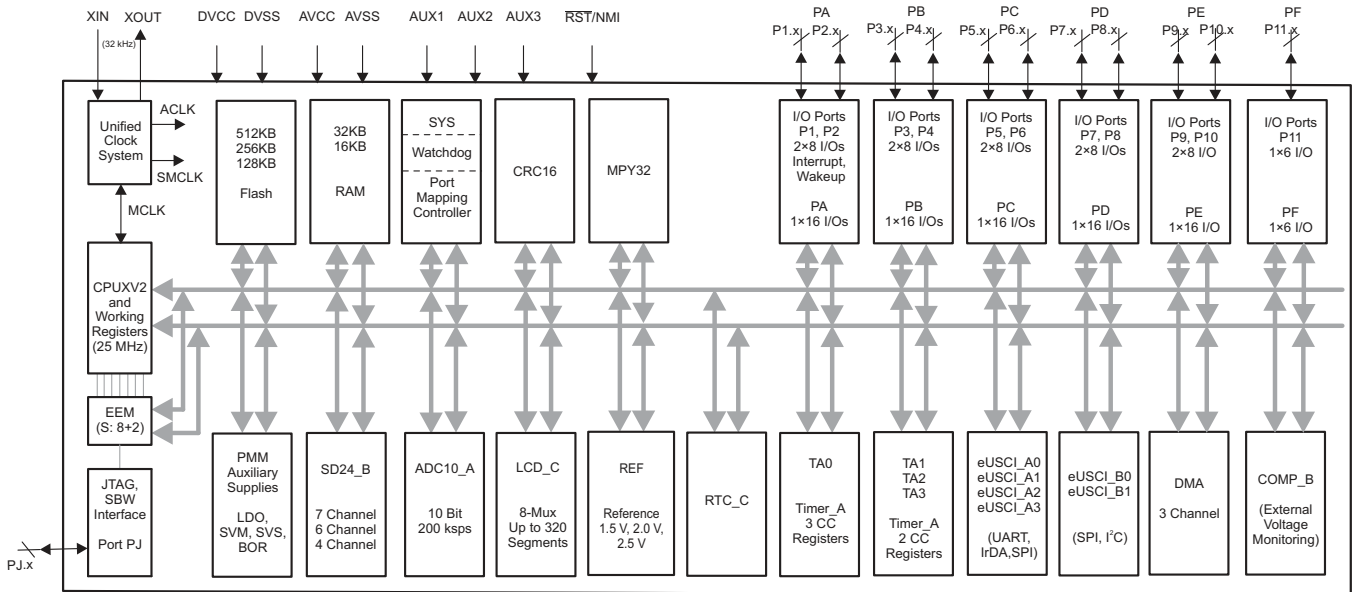 XIN XOUT DVCC DVSS AVCC AVSS AUX1 AUX2 AUX3 RST/NMI
(32 kHz)
PA
P1.x P2.x
PB
P3.x P4.x
PC
P5.x P6.x
PD
P7.x P8.x
PE
P9.x P10.x
PF
P11.x
Unified
Clock
System
ACLK
SMCLK
MCLK
512KB
256KB
128KB
Flash
32KB
16KB
RAM
SYS
Watchdog
Port
Mapping
Controller
CRC16
MPY32
I/O Ports
P1, P2
2×8 I/Os
Interrupt,
Wakeup
PA
1×16 I/Os
I/O Ports
P3, P4
2×8 I/Os
PB
1×16 I/Os
I/O Ports
P5, P6
2×8 I/Os
PC
1×16 I/Os
I/O Ports
P7, P8
2×8 I/Os
PD
1×16 I/Os
I/O Ports
P9, P10
2×8 I/O
PE
1×16 I/O
I/O Ports
P11
1×6 I/O
PF
1×6 I/O
CPUXV2
and
Working
Registers
(25 MHz)
EEM
(S: 8+2)
JTAG,
SBW
Interface
Port PJ
PJ.x
PMM
Auxiliary
Supplies
LDO,
SVM, SVS,
BOR
SD24_B
7 Channel
6 Channel
4 Channel
ADC10_A
10 Bit
200 ksps
LCD_C
8-Mux
Up to 320
Segments
REF
Reference
1.5 V, 2.0 V,
2.5 V
RTC_C
TA0
Timer_A
3 CC
Registers
TA1
TA2
TA3
Timer_A
2 CC
Registers
eUSCI_A0
eUSCI_A1
eUSCI_A2
eUSCI_A3
(UART,
IrDA,SPI)
eUSCI_B0
eUSCI_B1
(SPI, I²C)
DMA
3 Channel
COMP_B
(External
Voltage
Monitoring)